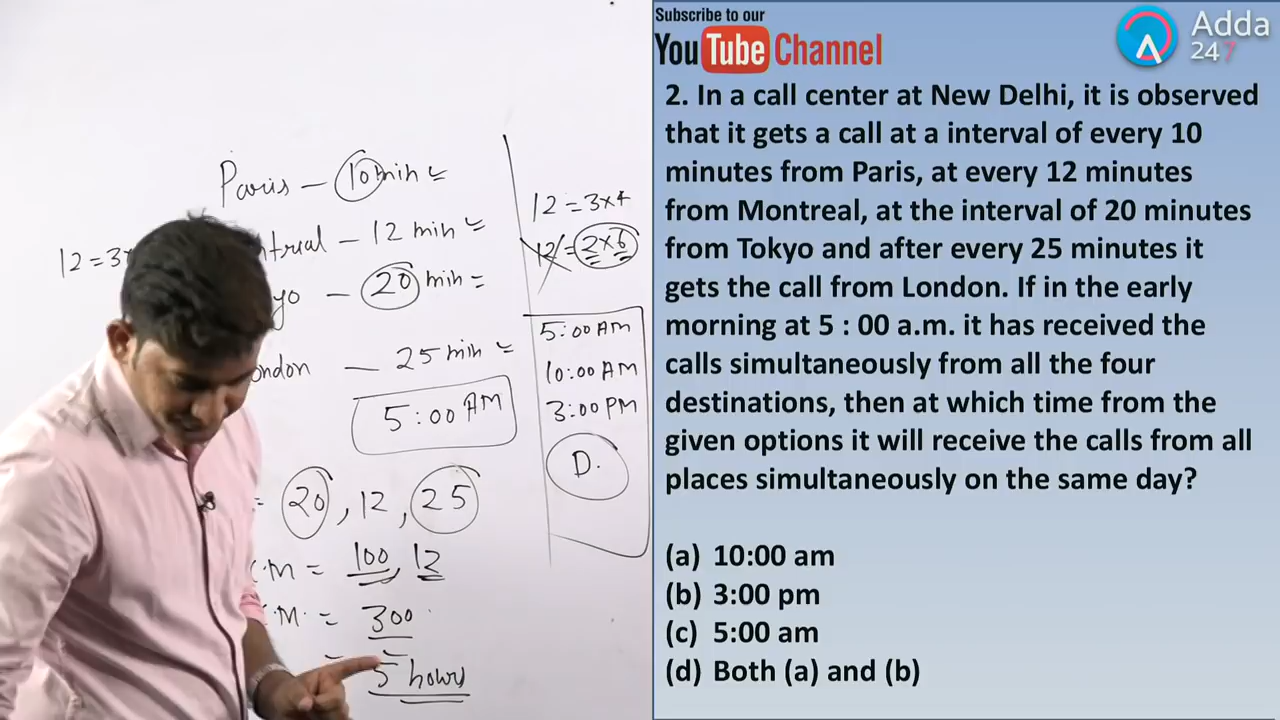 Paris – 10 min
ntrial – 12 min
12 = 3×
yo – 20 min
ondon – 25 min
5:00 AM
= 20, 12, 25
C.M = 100, 12
.M. = 300
= 5 hours
12 = 3×4
12 = 2×6
5:00 AM
10:00 AM
3:00 PM
D.
Subscribe to our
YouTube Channel
Adda
247
2. In a call center at New Delhi, it is observed
that it gets a call at a interval of every 10
minutes from Paris, at every 12 minutes
from Montreal, at the interval of 20 minutes
from Tokyo and after every 25 minutes it
gets the call from London. If in the early
morning at 5 : 00 a.m. it has received the
calls simultaneously from all the four
destinations, then at which time from the
given options it will receive the calls from all
places simultaneously on the same day?
(a) 10:00 am
(b) 3:00 pm
(c) 5:00 am
(d) Both (a) and (b)